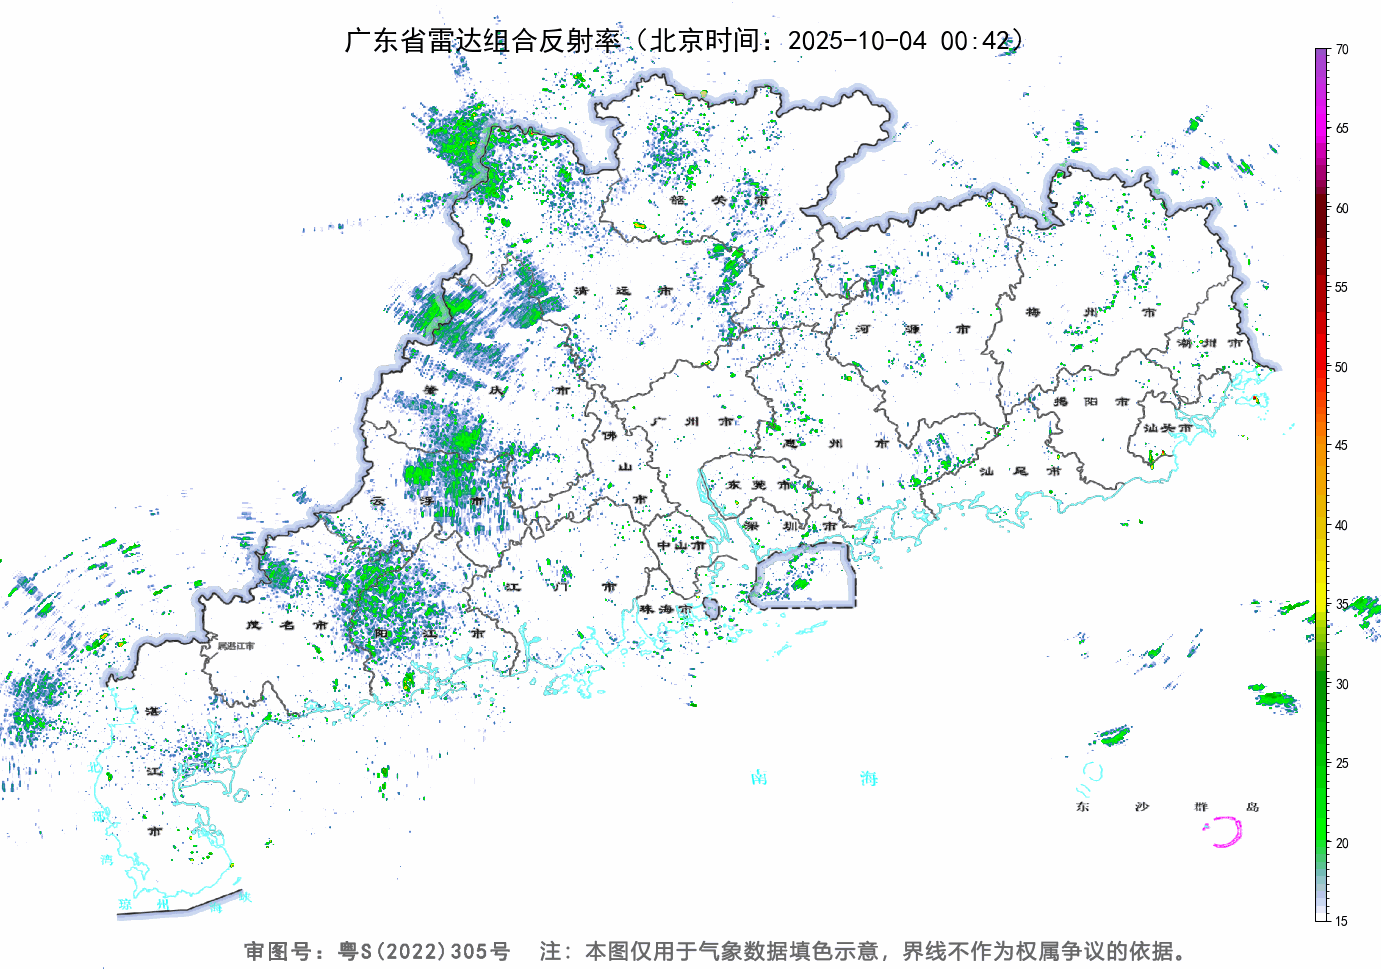 广东省雷达组合反射率（北京时间：2025-10-04 00:42）
70
65
60
55
50
45
40
35
30
25
20
15
韶 关 市
清 远 市
河 源 市
梅 州 市
潮 州 市
肇 庆 市
广 州 市
佛 山 市
惠 州 市
揭 阳 市
汕头市
汕 尾 市
东 莞 市
深 圳 市
云 浮 市
中山市
江 门 市
珠 海 市
茂 名 市
阳 江 市
属湛江市
湛 江 市
北 部 湾
琼 州 海 峡
南 海
东 沙 群 岛
审图号：粤S(2022)305号 注：本图仅用于气象数据填色示意，界线不作为权属争议的依据。